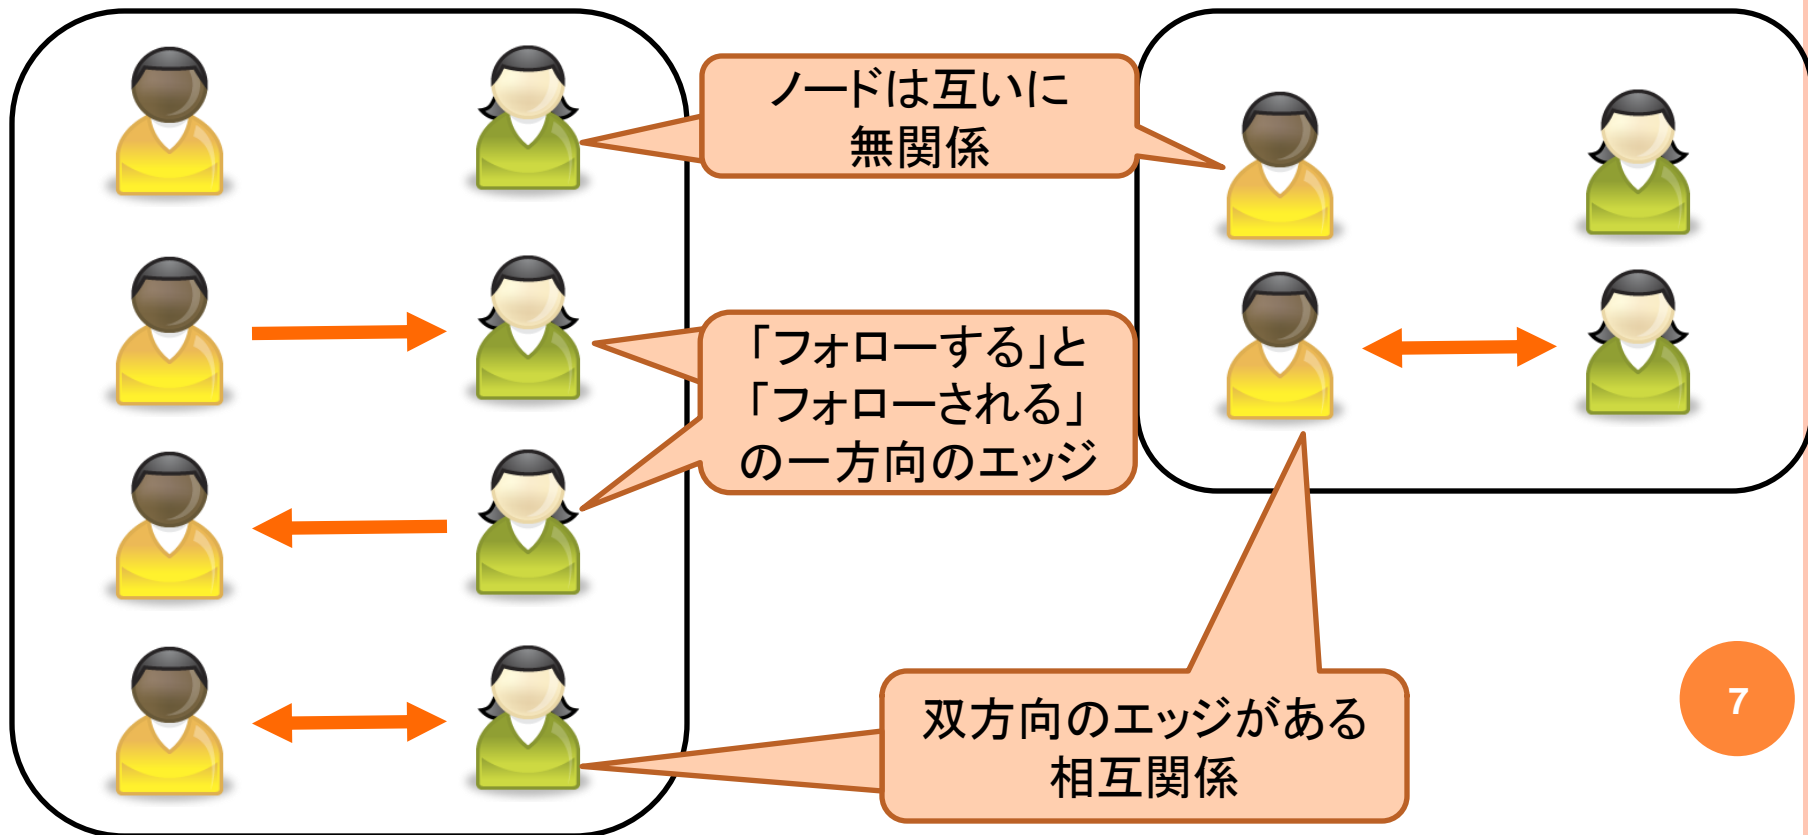 ノードは互いに
無関係
「フォローする」と
「フォローされる」
の一方向のエッジ
双方向のエッジがある
相互関係
7